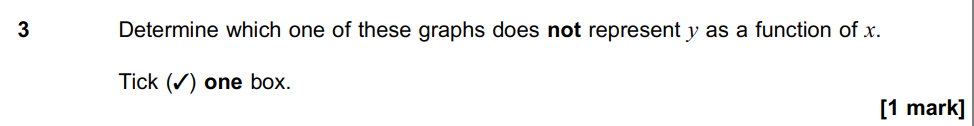 3 Determine which one of these graphs does not represent y as a function of x.
Tick (✓) one box.
[1 mark]